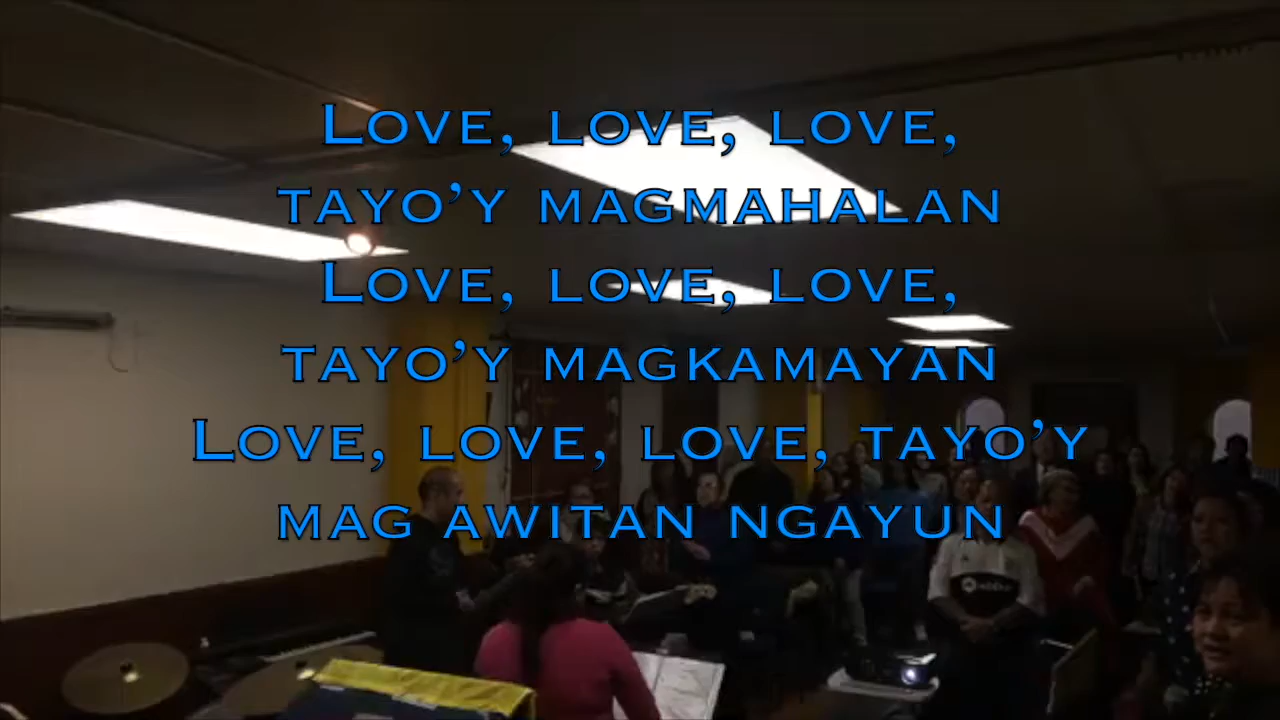 Love, love, love,
tayo'y magmahalan
Love, love, love,
tayo'y magkamayan
Love, love, love, tayo'y
mag awitan ngayun